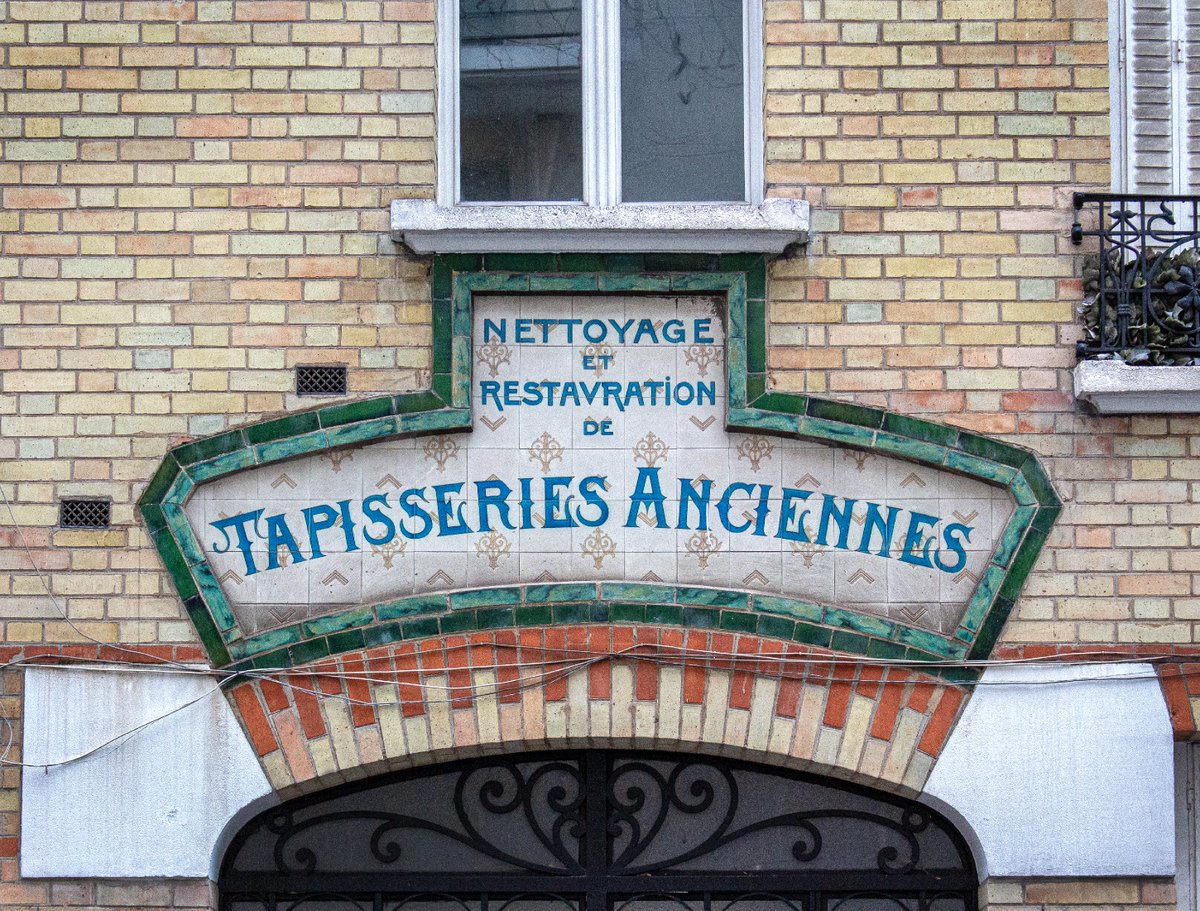 NETTOYAGE
ET
RESTAVRATION
DE
TAPISSERIES ANCIENNES